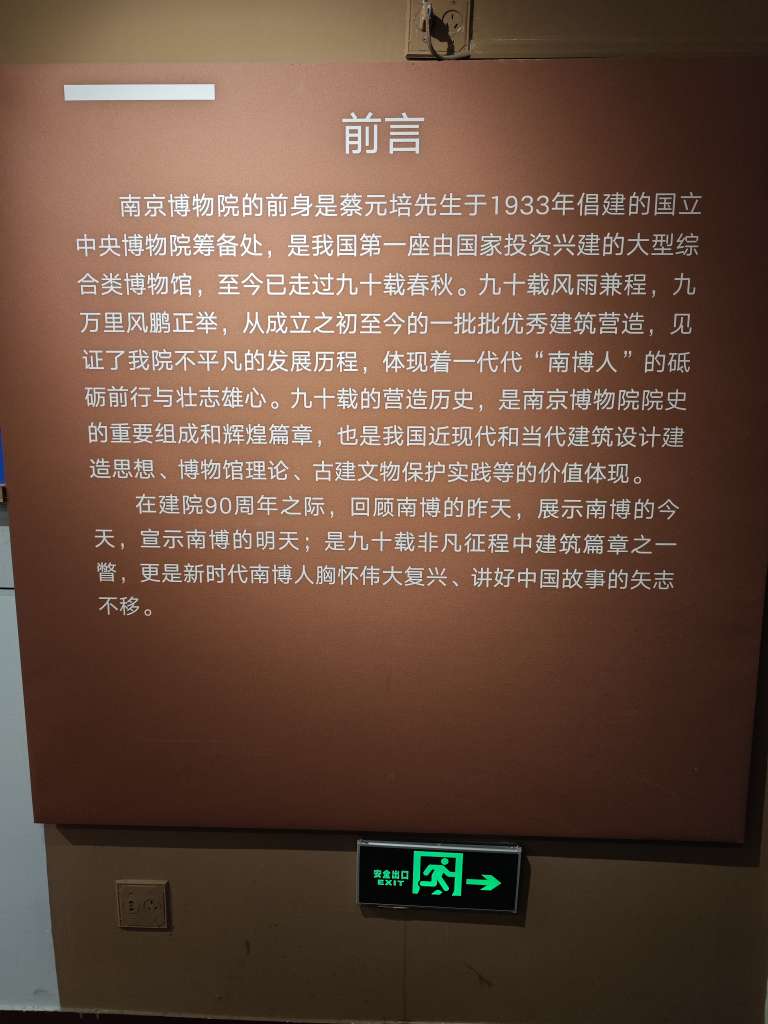 前言
南京博物院的前身是蔡元培先生于1933年倡建的国立
中央博物院筹备处，是我国第一座由国家投资兴建的大型综
合类博物馆，至今已走过九十载春秋。九十载风雨兼程，九
万里风鹏正举，从成立之初至今的一批批优秀建筑营造，见
证了我院不平凡的发展历程，体现着一代代“南博人”的砥
砺前行与壮志雄心。九十载的营造历史，是南京博物院院史
的重要组成和辉煌篇章，也是我国近现代和当代建筑设计建
造思想、博物馆理论、古建文物保护实践等的价值体现。
在建院90周年之际，回顾南博的昨天，展示南博的今
天，宣示南博的明天；是九十载非凡征程中建筑篇章之一
瞥，更是新时代南博人胸怀伟大复兴、讲好中国故事的矢志
不移。
安全出口
EXIT